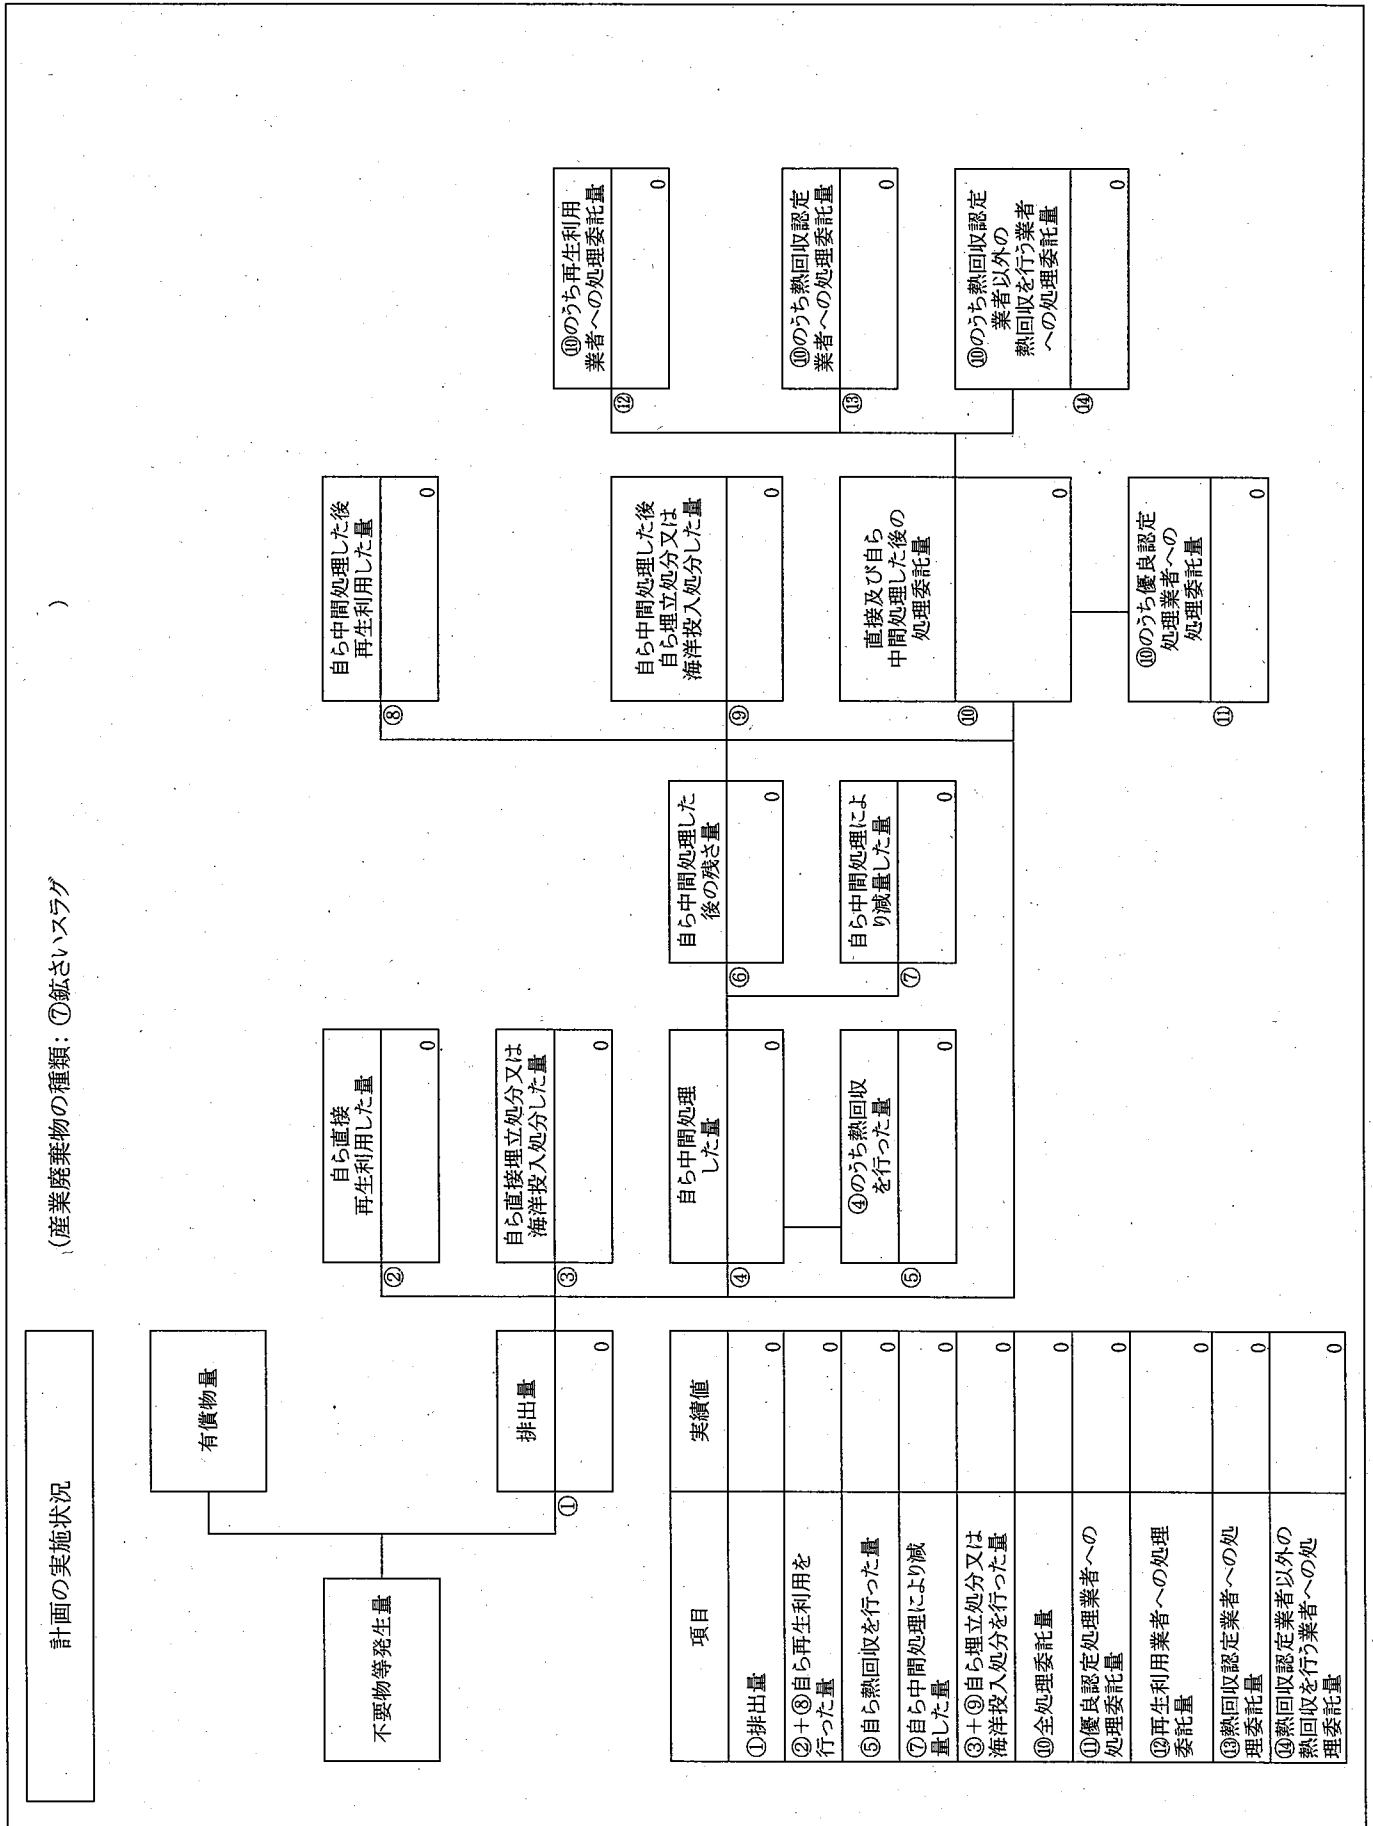 計画の実施状況
(産業廃棄物の種類：⑦鉱さいスラグ
)
不要物等発生量
有償物量
排出量
①
0
自ら直接
再生利用した量
②
0
自ら直接埋立処分又は
海洋投入処分した量
③
0
自ら中間処理
した量
④
0
④のうち熱回収
を行った量
⑤
0
自ら中間処理した
後の残さ量
⑥
0
自ら中間処理によ
り減量した量
⑦
0
自ら中間処理した後
再生利用した量
⑧
0
自ら中間処理した後
自ら埋立処分又は
海洋投入処分した量
⑨
0
直接及び自ら
中間処理した後の
処理委託量
⑩
0
⑩のうち優良認定
処理業者への
処理委託量
⑪
0
⑩のうち再生利用
業者への処理委託量
⑫
0
⑩のうち熱回収認定
業者への処理委託量
⑬
0
⑩のうち熱回収認定
業者以外の
熱回収を行う業者
への処理委託量
⑭
0
項目
実績値
①排出量
0
②＋⑧自ら再生利用を
行った量
0
⑤自ら熱回収を行った量
0
⑦自ら中間処理により減
量した量
0
③＋⑨自ら埋立処分又は
海洋投入処分を行った量
0
⑩全処理委託量
0
⑪優良認定処理業者への
処理委託量
0
⑫再生利用業者への処理
委託量
0
⑬熱回収認定業者への処
理委託量
0
⑭熱回収認定業者以外の
熱回収を行う業者への処
理委託量
0